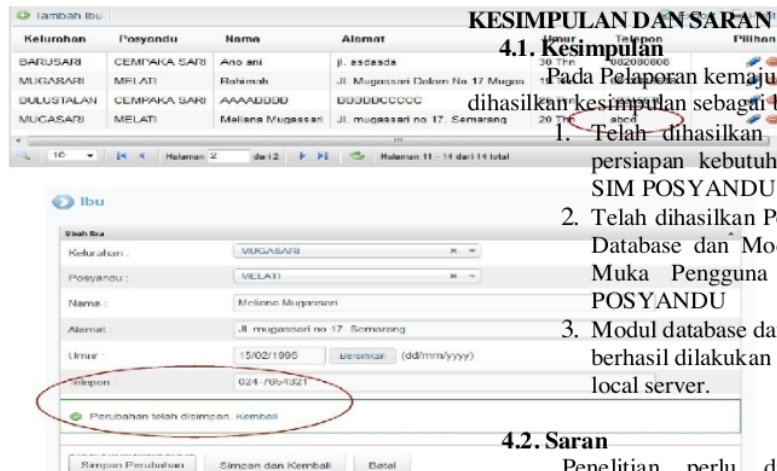 Tambah Ibu
Kelurahan Posyandu Nama Alamat Umur Telepon Pilihan
BARUSARI CEMPAKA SARI Ano ani jl. asdasda 30 Thn 082080808
MUGASARI MELATI Rohimah Jl. Mugassari Dalam No 17 Mugas
BULUSTALAN CEMPAKA SARI AAAABBBB BBBBBCCCCC
MUGASARI MELATI Meliana Mugassari Jl. mugassari no 17. Semarang 20 Thn abcd
10 Halaman 2 dari 2 Halaman 11 - 14 dari 14 total
Ibu
Ubah Ibu
Kelurahan : MUGASARI
Posyandu : MELATI
Nama : Meliana Mugassari
Alamat : Jl. mugassari no 17. Semarang
Umur : 15/02/1995 Bersihkan (dd/mm/yyyy)
Telepon 024-7654321
Perubahan telah disimpan. Kembali
Simpan Perubahan Simpan dan Kembali Batal
KESIMPULAN DAN SARAN
4.1. Kesimpulan
Pada Pelaporan kemaju
dihasilkan kesimpulan sebagai
1. Telah dihasilkan
persiapan kebutuh
SIM POSYANDU
2. Telah dihasilkan P
Database dan Mo
Muka Pengguna
POSYANDU
3. Modul database da
berhasil dilakukan
local server.
4.2. Saran
Penelitian perlu d